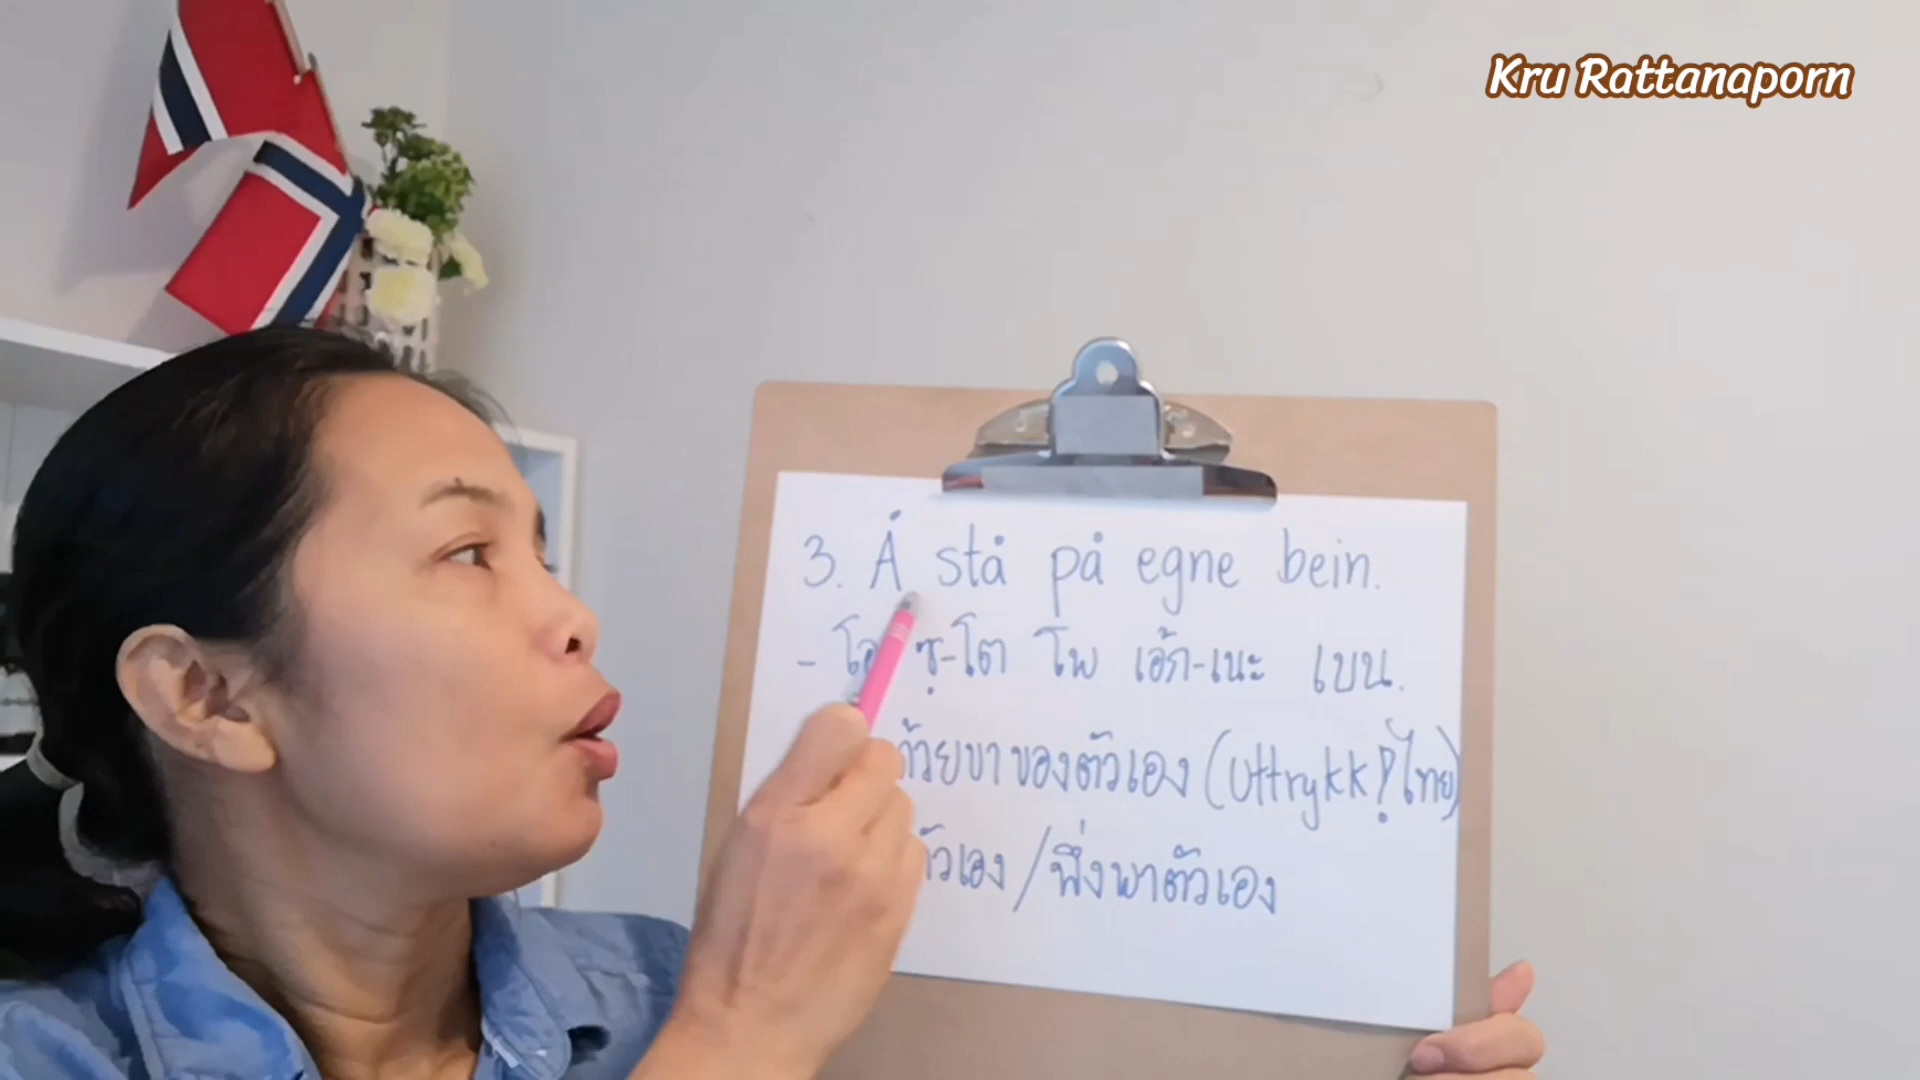 Kru Rattanaporn
3. Å stå på egne bein.
- โอ ซฺ-โต โพ เอ้ก-เนะ เบน.
ด้วยขาของตัวเอง (Uttrykk ไทย)
ตัวเอง / พึ่งพาตัวเอง